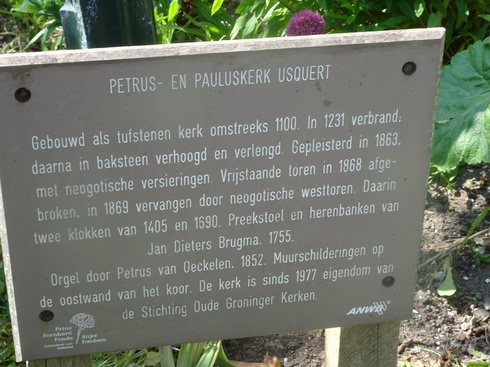 PETRUS- EN PAULUSKERK USQUERT
Gebouwd als tufstenen kerk omstreeks 1100. In 1231 verbrand;
daarna in baksteen verhoogd en verlengd. Gepleisterd in 1863,
met neogotische versieringen. Vrijstaande toren in 1868 afge-
broken, in 1869 vervangen door neogotische westtoren. Daarin
twee klokken van 1405 en 1690. Preekstoel en herenbanken van
Jan Dieters Brugma. 1755.
Orgel door Petrus van Oeckelen, 1852. Muurschilderingen op
de oostwand van het koor. De kerk is sinds 1977 eigendom van
de Stichting Oude Groninger Kerken.
Prins
Bernhard
Fonds
Anjer
ANWB